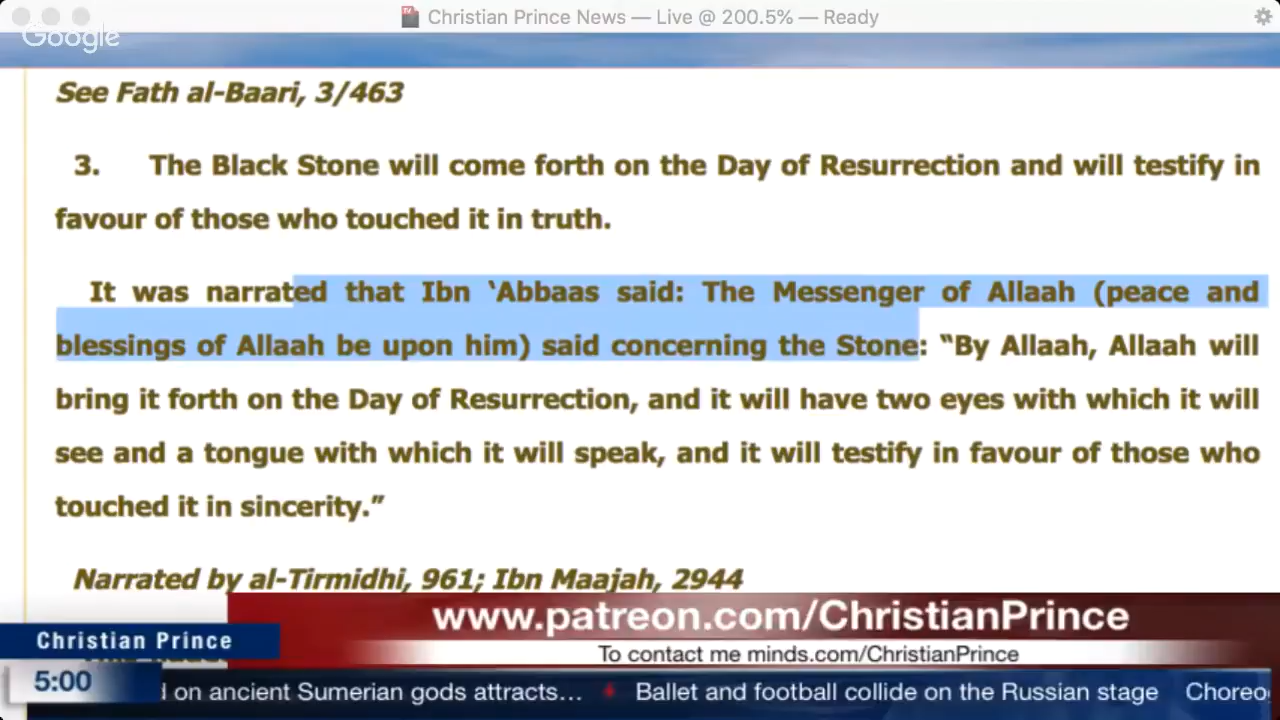 Christian Prince News — Live @ 200.5% — Ready
Google
See Fath al-Baari, 3/463
3. The Black Stone will come forth on the Day of Resurrection and will testify in
favour of those who touched it in truth.
It was narrated that Ibn ‘Abbaas said: The Messenger of Allaah (peace and
blessings of Allaah be upon him) said concerning the Stone: “By Allaah, Allaah will
bring it forth on the Day of Resurrection, and it will have two eyes with which it will
see and a tongue with which it will speak, and it will testify in favour of those who
touched it in sincerity.”
Narrated by al-Tirmidhi, 961; Ibn Maajah, 2944
www.patreon.com/ChristianPrince
Christian Prince
To contact me minds.com/ChristianPrince
5:00
on ancient Sumerian gods attracts... Ballet and football collide on the Russian stage